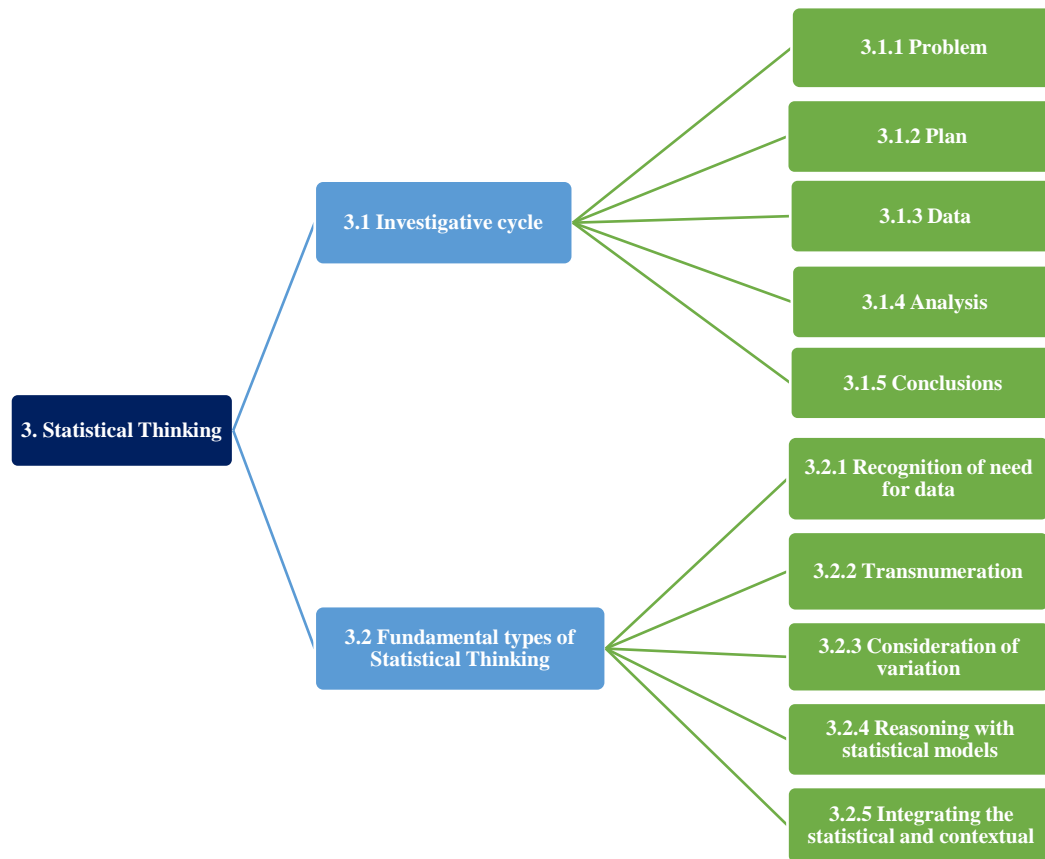 3. Statistical Thinking
3.1 Investigative cycle
3.1.1 Problem
3.1.2 Plan
3.1.3 Data
3.1.4 Analysis
3.1.5 Conclusions
3.2 Fundamental types of
Statistical Thinking
3.2.1 Recognition of need
for data
3.2.2 Transnumeration
3.2.3 Consideration of
variation
3.2.4 Reasoning with
statistical models
3.2.5 Integrating the
statistical and contextual